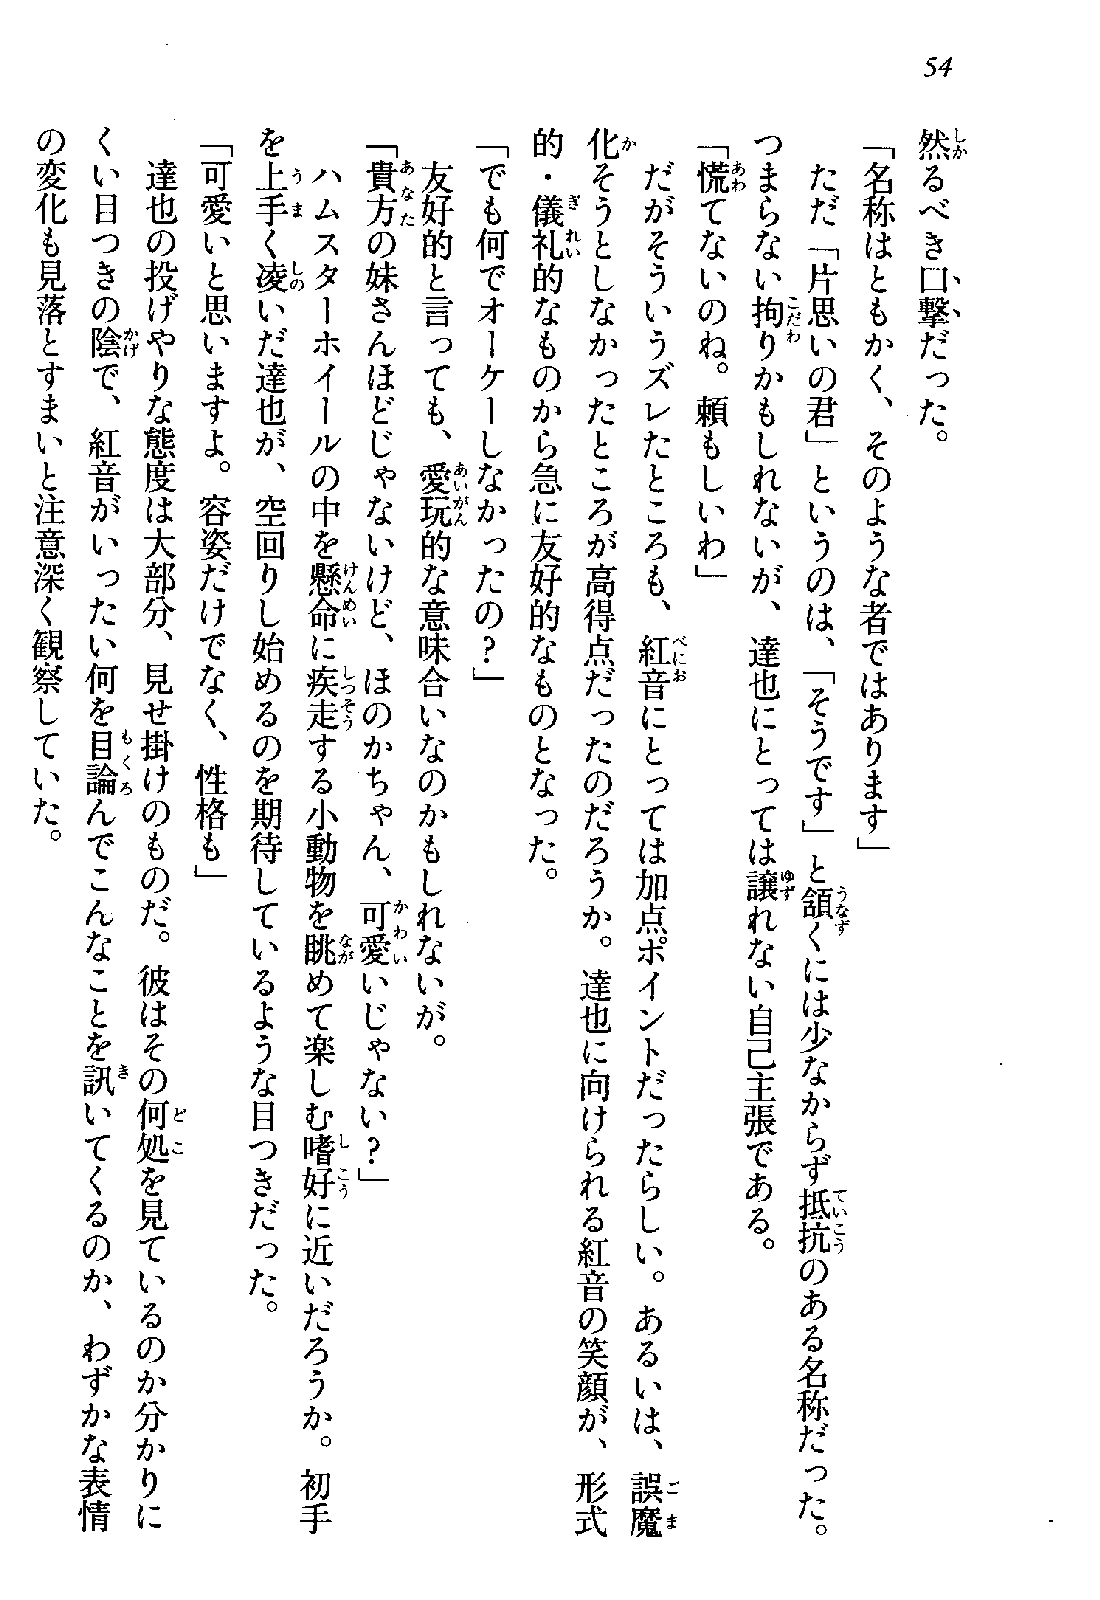 54
然るべき口撃だった。
「名称はともかく、そのような者ではあります」
ただ「片思いの君」というのは、「そうです」と頷くには少なからず抵抗のある名称だった。
つまらない拘りかもしれないが、達也にとっては譲れない自己主張である。
「慌てないのね。頼もしいわ」
だがそういうズレたところも、紅音にとっては加点ポイントだったらしい。あるいは、誤魔
化そうとしなかったところが高得点だったのだろうか。達也に向けられる紅音の笑顔が、形式
的・儀礼的なものから急に友好的なものとなった。
「でも何でオーケーしなかったの？」
友好的と言っても、愛玩的な意味合いなのかもしれないが。
「貴方の妹さんほどじゃないけど、ほのかちゃん、可愛いじゃない？」
ハムスターホイールの中を懸命に疾走する小動物を眺めて楽しむ嗜好に近いだろうか。初手
を上手く凌いだ達也が、空回りし始めるのを期待しているような目つきだった。
「可愛いと思いますよ。容姿だけでなく、性格も」
達也の投げやりな態度は大部分、見せ掛けのものだ。彼はその何処を見ているのか分かりに
くい目つきの陰で、紅音がいったい何を目論んでこんなことを訊いてくるのか、わずかな表情
の変化も見落とすまいと注意深く観察していた。